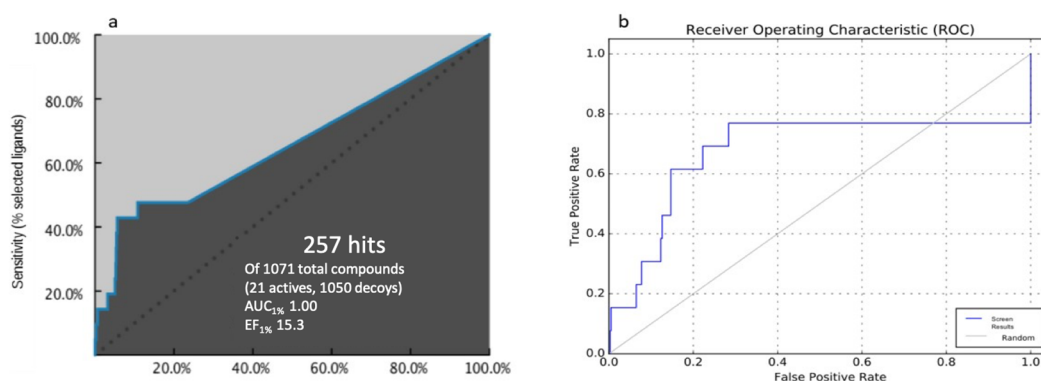 a
100.0%
80.0%
60.0%
40.0%
20.0%
Sensitivity (% selected ligands)
257 hits
Of 1071 total compounds
(21 actives, 1050 decoys)
AUC1% 1.00
EF1% 15.3
20.0% 40.0% 60.0% 80.0% 100.0%
b
Receiver Operating Characteristic (ROC)
1.0
0.8
0.6
0.4
0.2
0.0
True Positive Rate
Screen
Results
Random
0.0 0.2 0.4 0.6 0.8 1.0
False Positive Rate